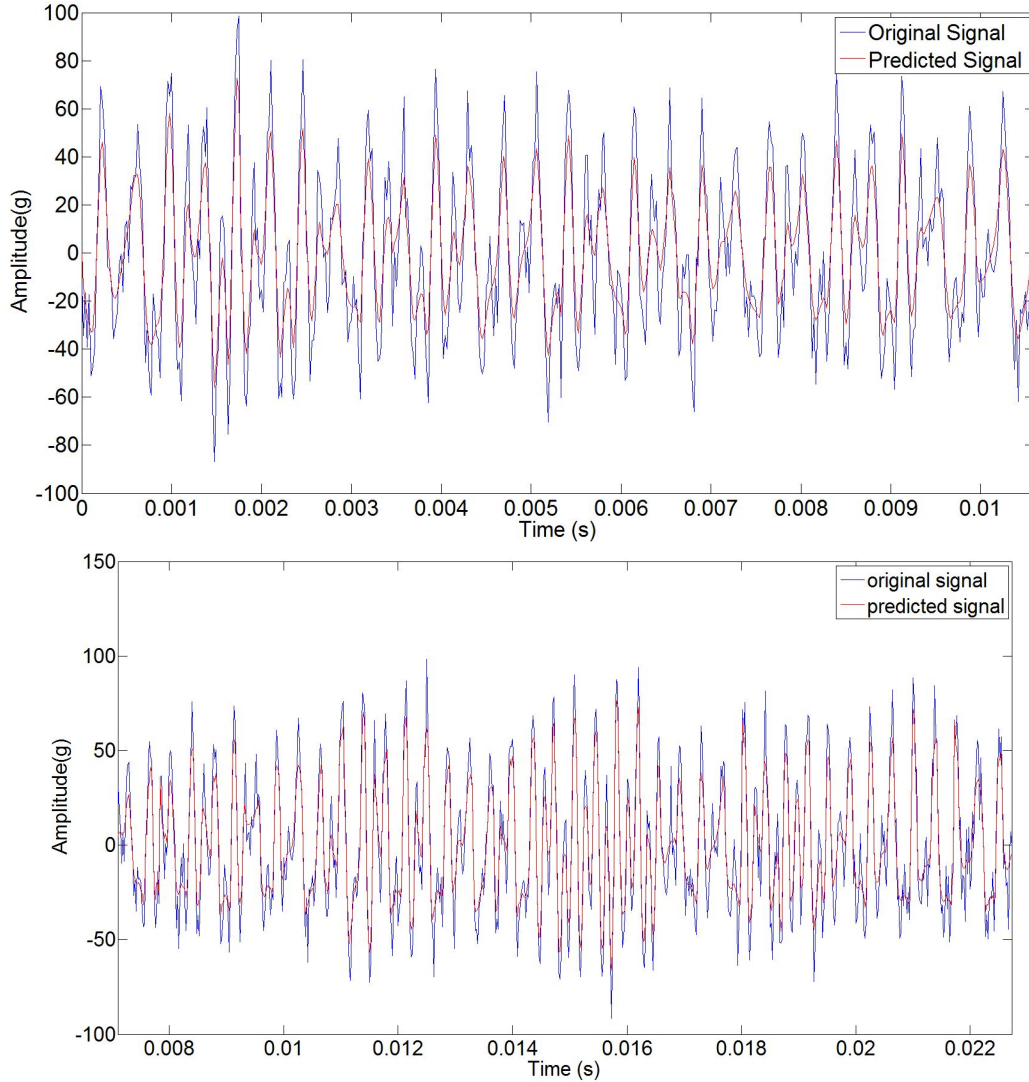 100
80
60
40
20
0
-20
-40
-60
-80
-100
Amplitude(g)
Original Signal
Predicted Signal
0 0.001 0.002 0.003 0.004 0.005 0.006 0.007 0.008 0.009 0.01
Time (s)
150
100
50
0
-50
-100
Amplitude(g)
original signal
predicted signal
0.008 0.01 0.012 0.014 0.016 0.018 0.02 0.022
Time (s)